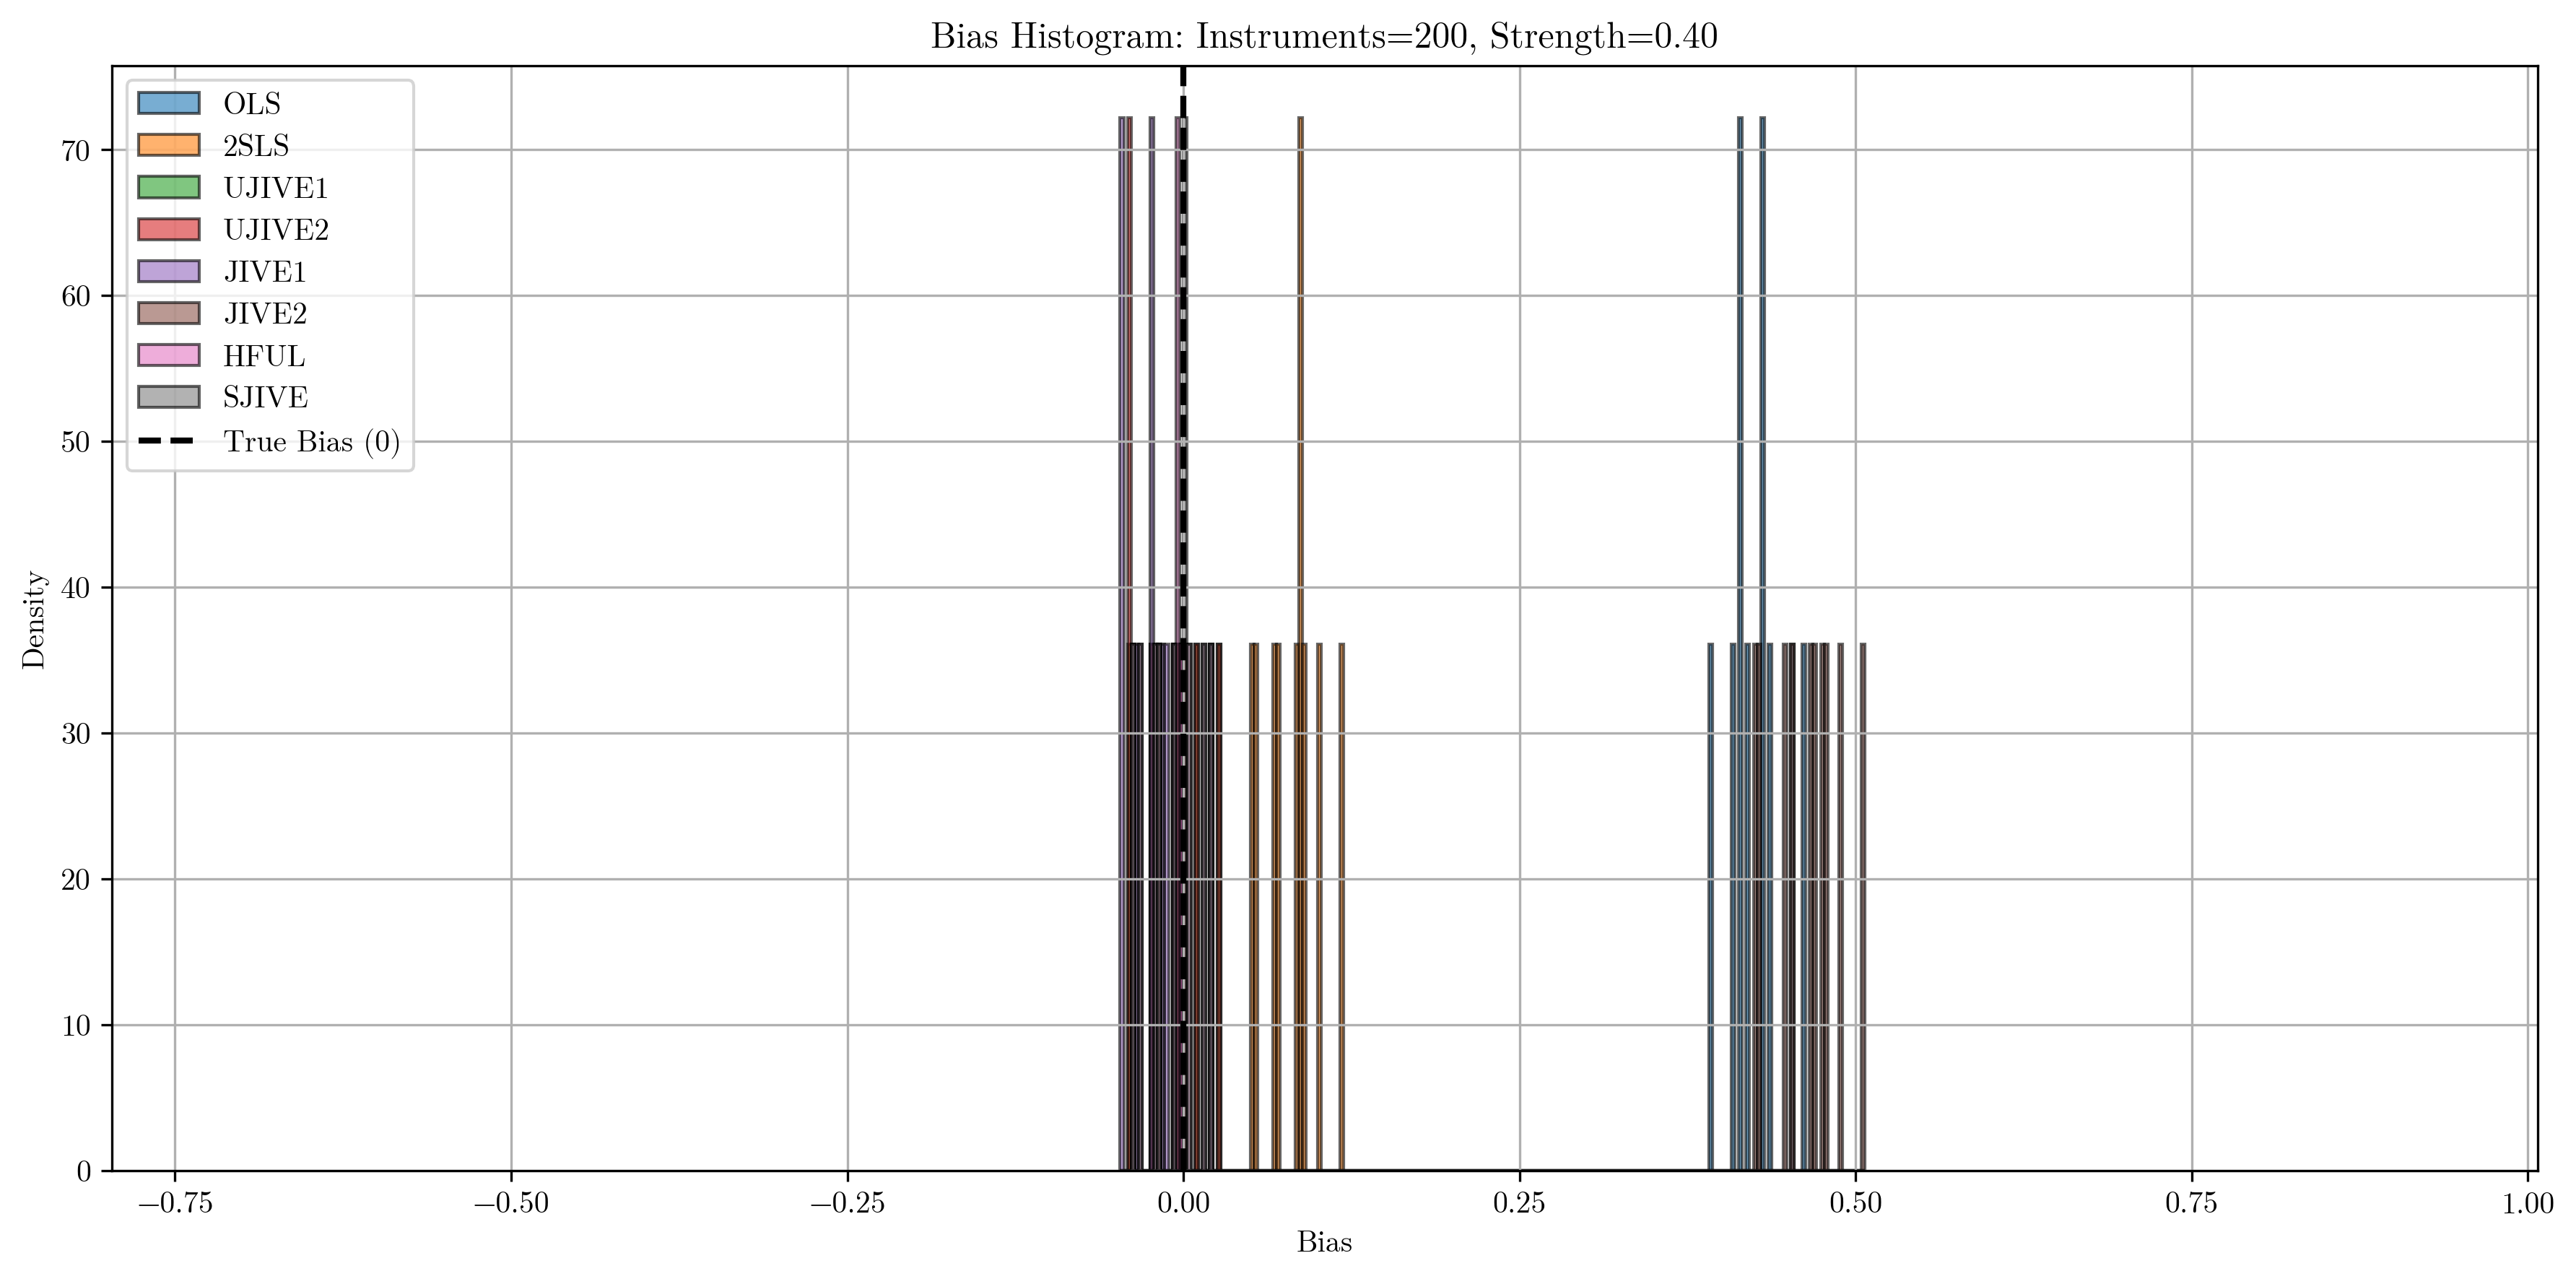 Bias Histogram: Instruments=200, Strength=0.40
OLS
2SLS
UJIVE1
UJIVE2
JIVE1
JIVE2
HFUL
SJIVE
True Bias (0)
70
60
50
40
30
20
10
0
Density
−0.75 −0.50 −0.25 0.00 0.25 0.50 0.75 1.00
Bias